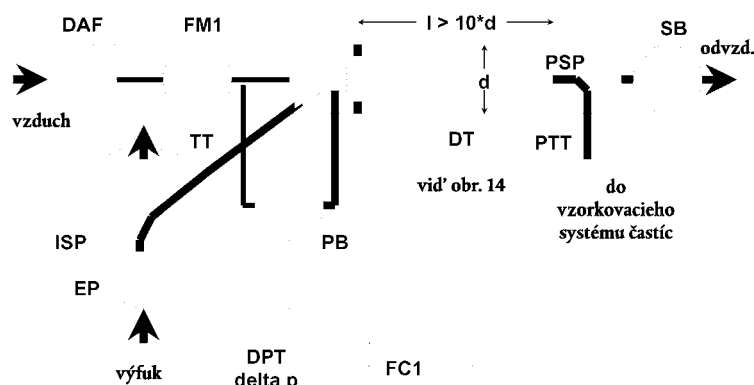 DAF
FM1
l > 10*d
SB
odvzd.
d
PSP
vzduch
TT
DT
PTT
viď obr. 14
do
vzorkovacieho
systému častíc
ISP
PB
EP
výfuk
DPT
delta p
FC1